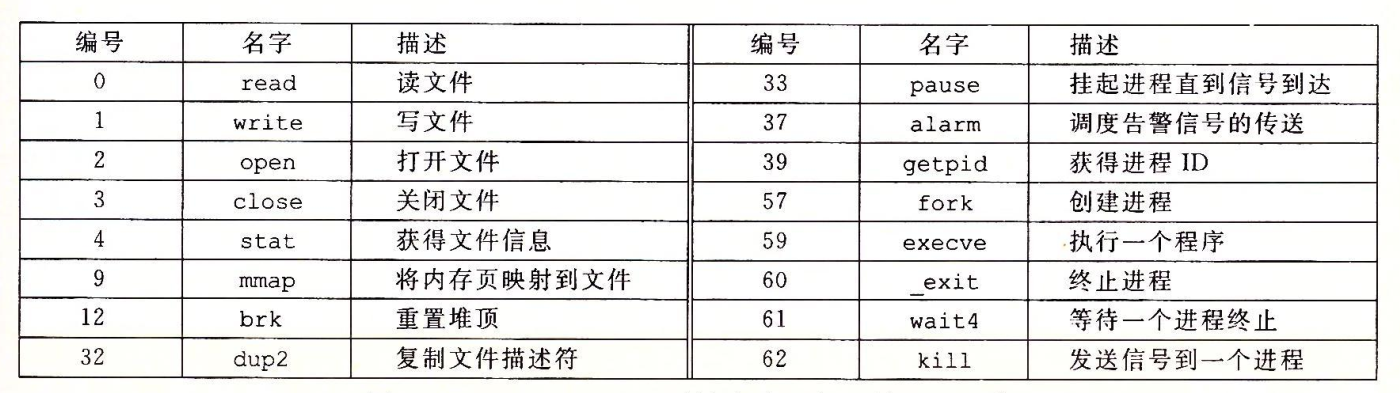 编号 名字 描述 编号 名字 描述
0 read 读文件 33 pause 挂起进程直到信号到达
1 write 写文件 37 alarm 调度告警信号的传送
2 open 打开文件 39 getpid 获得进程 ID
3 close 关闭文件 57 fork 创建进程
4 stat 获得文件信息 59 execve 执行一个程序
9 mmap 将内存页映射到文件 60 _exit 终止进程
12 brk 重置堆顶 61 wait4 等待一个进程终止
32 dup2 复制文件描述符 62 kill 发送信号到一个进程